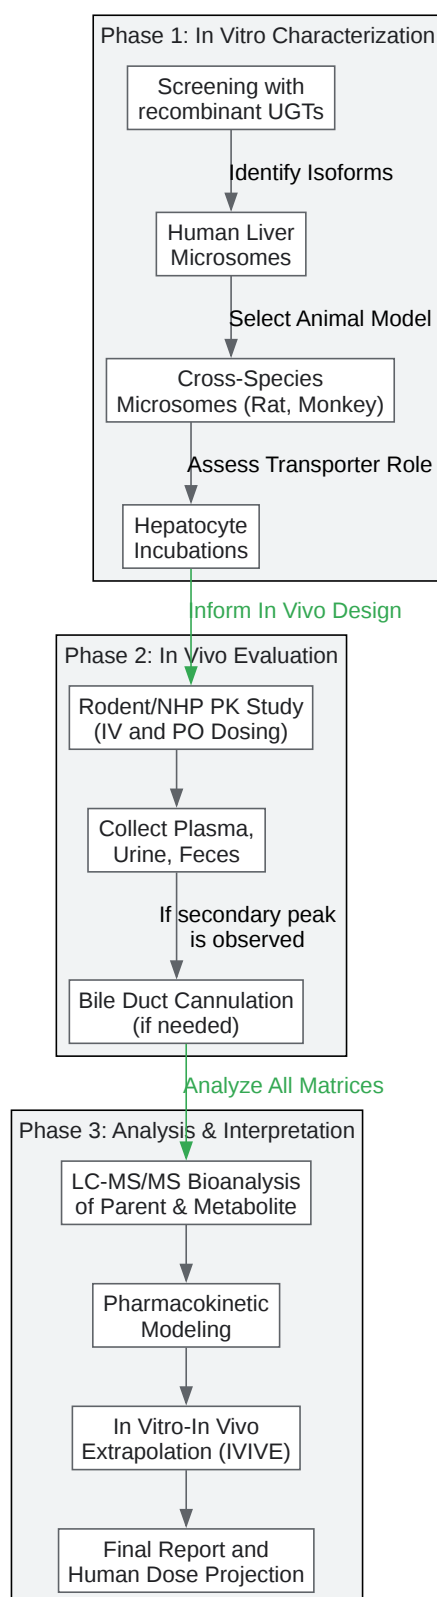 Phase 1: In Vitro Characterization
Screening with
recombinant UGTs
Identify Isoforms
Human Liver
Microsomes
Select Animal Model
Cross-Species
Microsomes (Rat, Monkey)
Assess Transporter Role
Hepatocyte
Incubations
Inform In Vivo Design
Phase 2: In Vivo Evaluation
Rodent/NHP PK Study
(IV and PO Dosing)
Collect Plasma,
Urine, Feces
If secondary peak
is observed
Bile Duct Cannulation
(if needed)
Analyze All Matrices
Phase 3: Analysis & Interpretation
LC-MS/MS Bioanalysis
of Parent & Metabolite
Pharmacokinetic
Modeling
In Vitro-In Vivo
Extrapolation (IVIVE)
Final Report and
Human Dose Projection